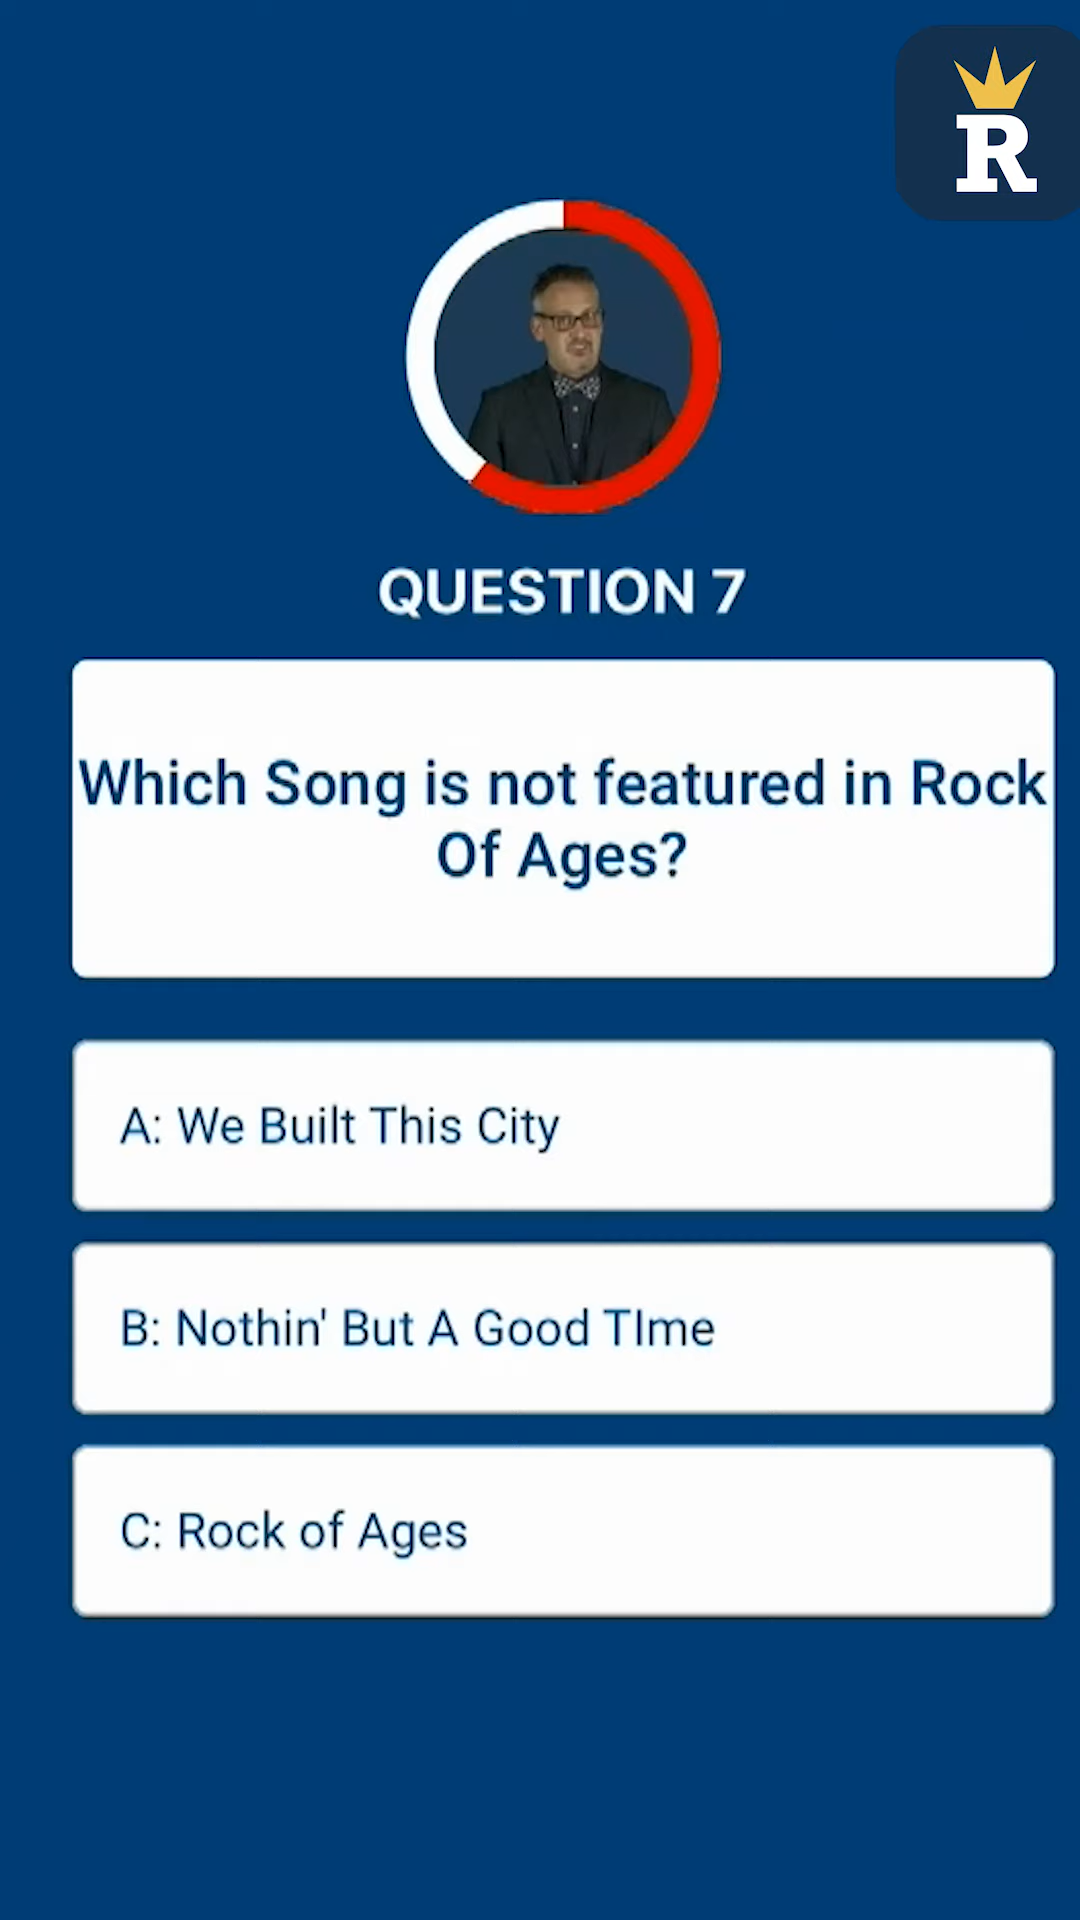 R
QUESTION 7
Which Song is not featured in Rock
Of Ages?
A: We Built This City
B: Nothin' But A Good TIme
C: Rock of Ages